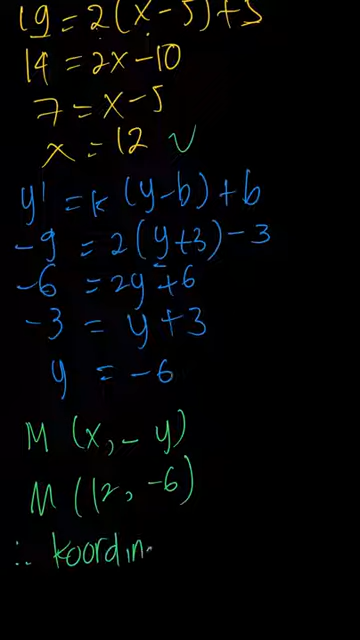 19 = 2(x-5)+5
14 = 2x-10
7 = x-5
x = 12 ✓
y' = k (y-b)+b
-9 = 2(y+3)-3
-6 = 2y+6
-3 = y+3
y = -6
M (x,-y)
M (12,-6)
∴ koordin